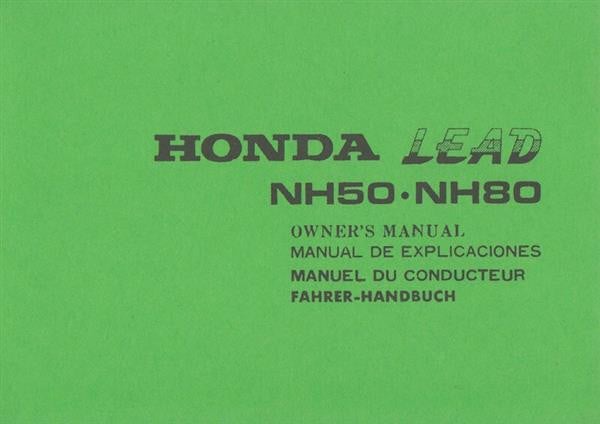 HONDA LEAD
NH50·NH80
OWNER'S MANUAL
MANUAL DE EXPLICACIONES
MANUEL DU CONDUCTEUR
FAHRER-HANDBUCH